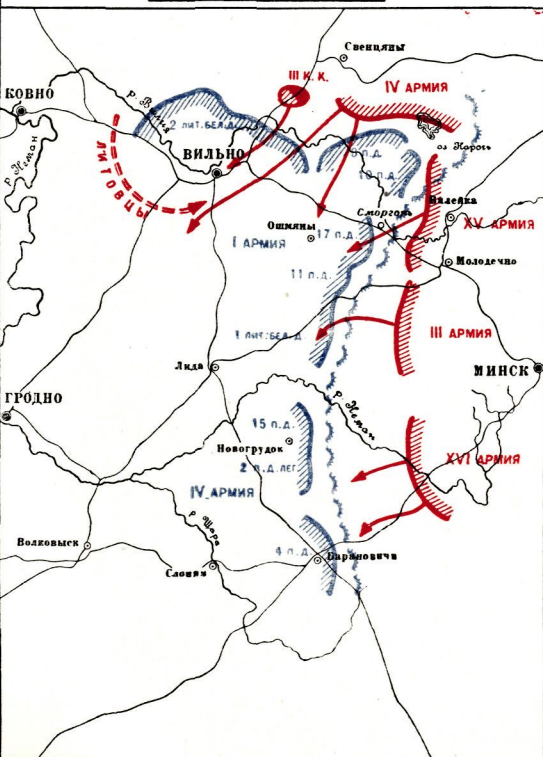 Свенцяны
III К. К.
IV АРМИЯ
КОВНО
р. Вилия
2 лит.бел.д.
оз Нарочь
ВИЛЬНО
р Неман
ЛИТОВЦЫ
10 п.д.
Вилейка
Сморгонь
XV АРМИЯ
Ошмяны
17 п.д.
I АРМИЯ
Молодечно
11 п.д.
1 лит.бел.д.
III АРМИЯ
Лида
МИНСК
р. Неман
ГРОДНО
15 п.д.
Новогрудок
XVI АРМИЯ
2 п.д.лег.
IV АРМИЯ
р. Щара
Волковыск
4 п.д.
Барановичи
Слоним